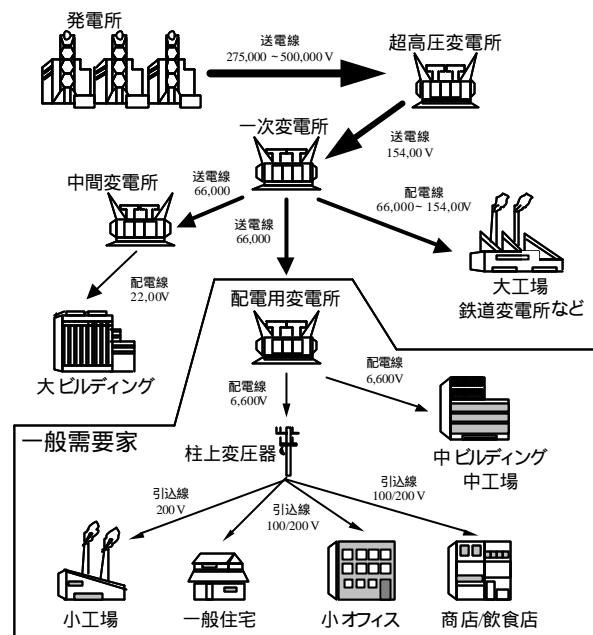 発電所
送電線
275,000 ~ 500,000 V
超高圧変電所
一次変電所
送電線
154,00 V
中間変電所
送電線
66,000
配電線
66,000~ 154,00V
送電線
66,000
大工場
鉄道変電所など
配電線
22,00V
配電用変電所
大ビルディング
配電線
6,600V
配電線
6,600V
一般需要家
柱上変圧器
中ビルディング
中工場
引込線
200 V
引込線
100/200 V
引込線
100/200 V
引込線
100/200 V
小工場
一般住宅
小オフィス
商店/飲食店